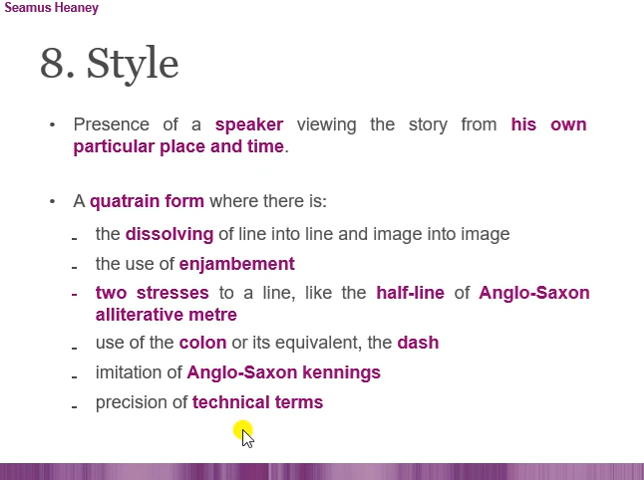 Seamus Heaney
8. Style
• Presence of a speaker viewing the story from his own
particular place and time.
• A quatrain form where there is:
- the dissolving of line into line and image into image
- the use of enjambement
- two stresses to a line, like the half-line of Anglo-Saxon
alliterative metre
- use of the colon or its equivalent, the dash
- imitation of Anglo-Saxon kennings
- precision of technical terms